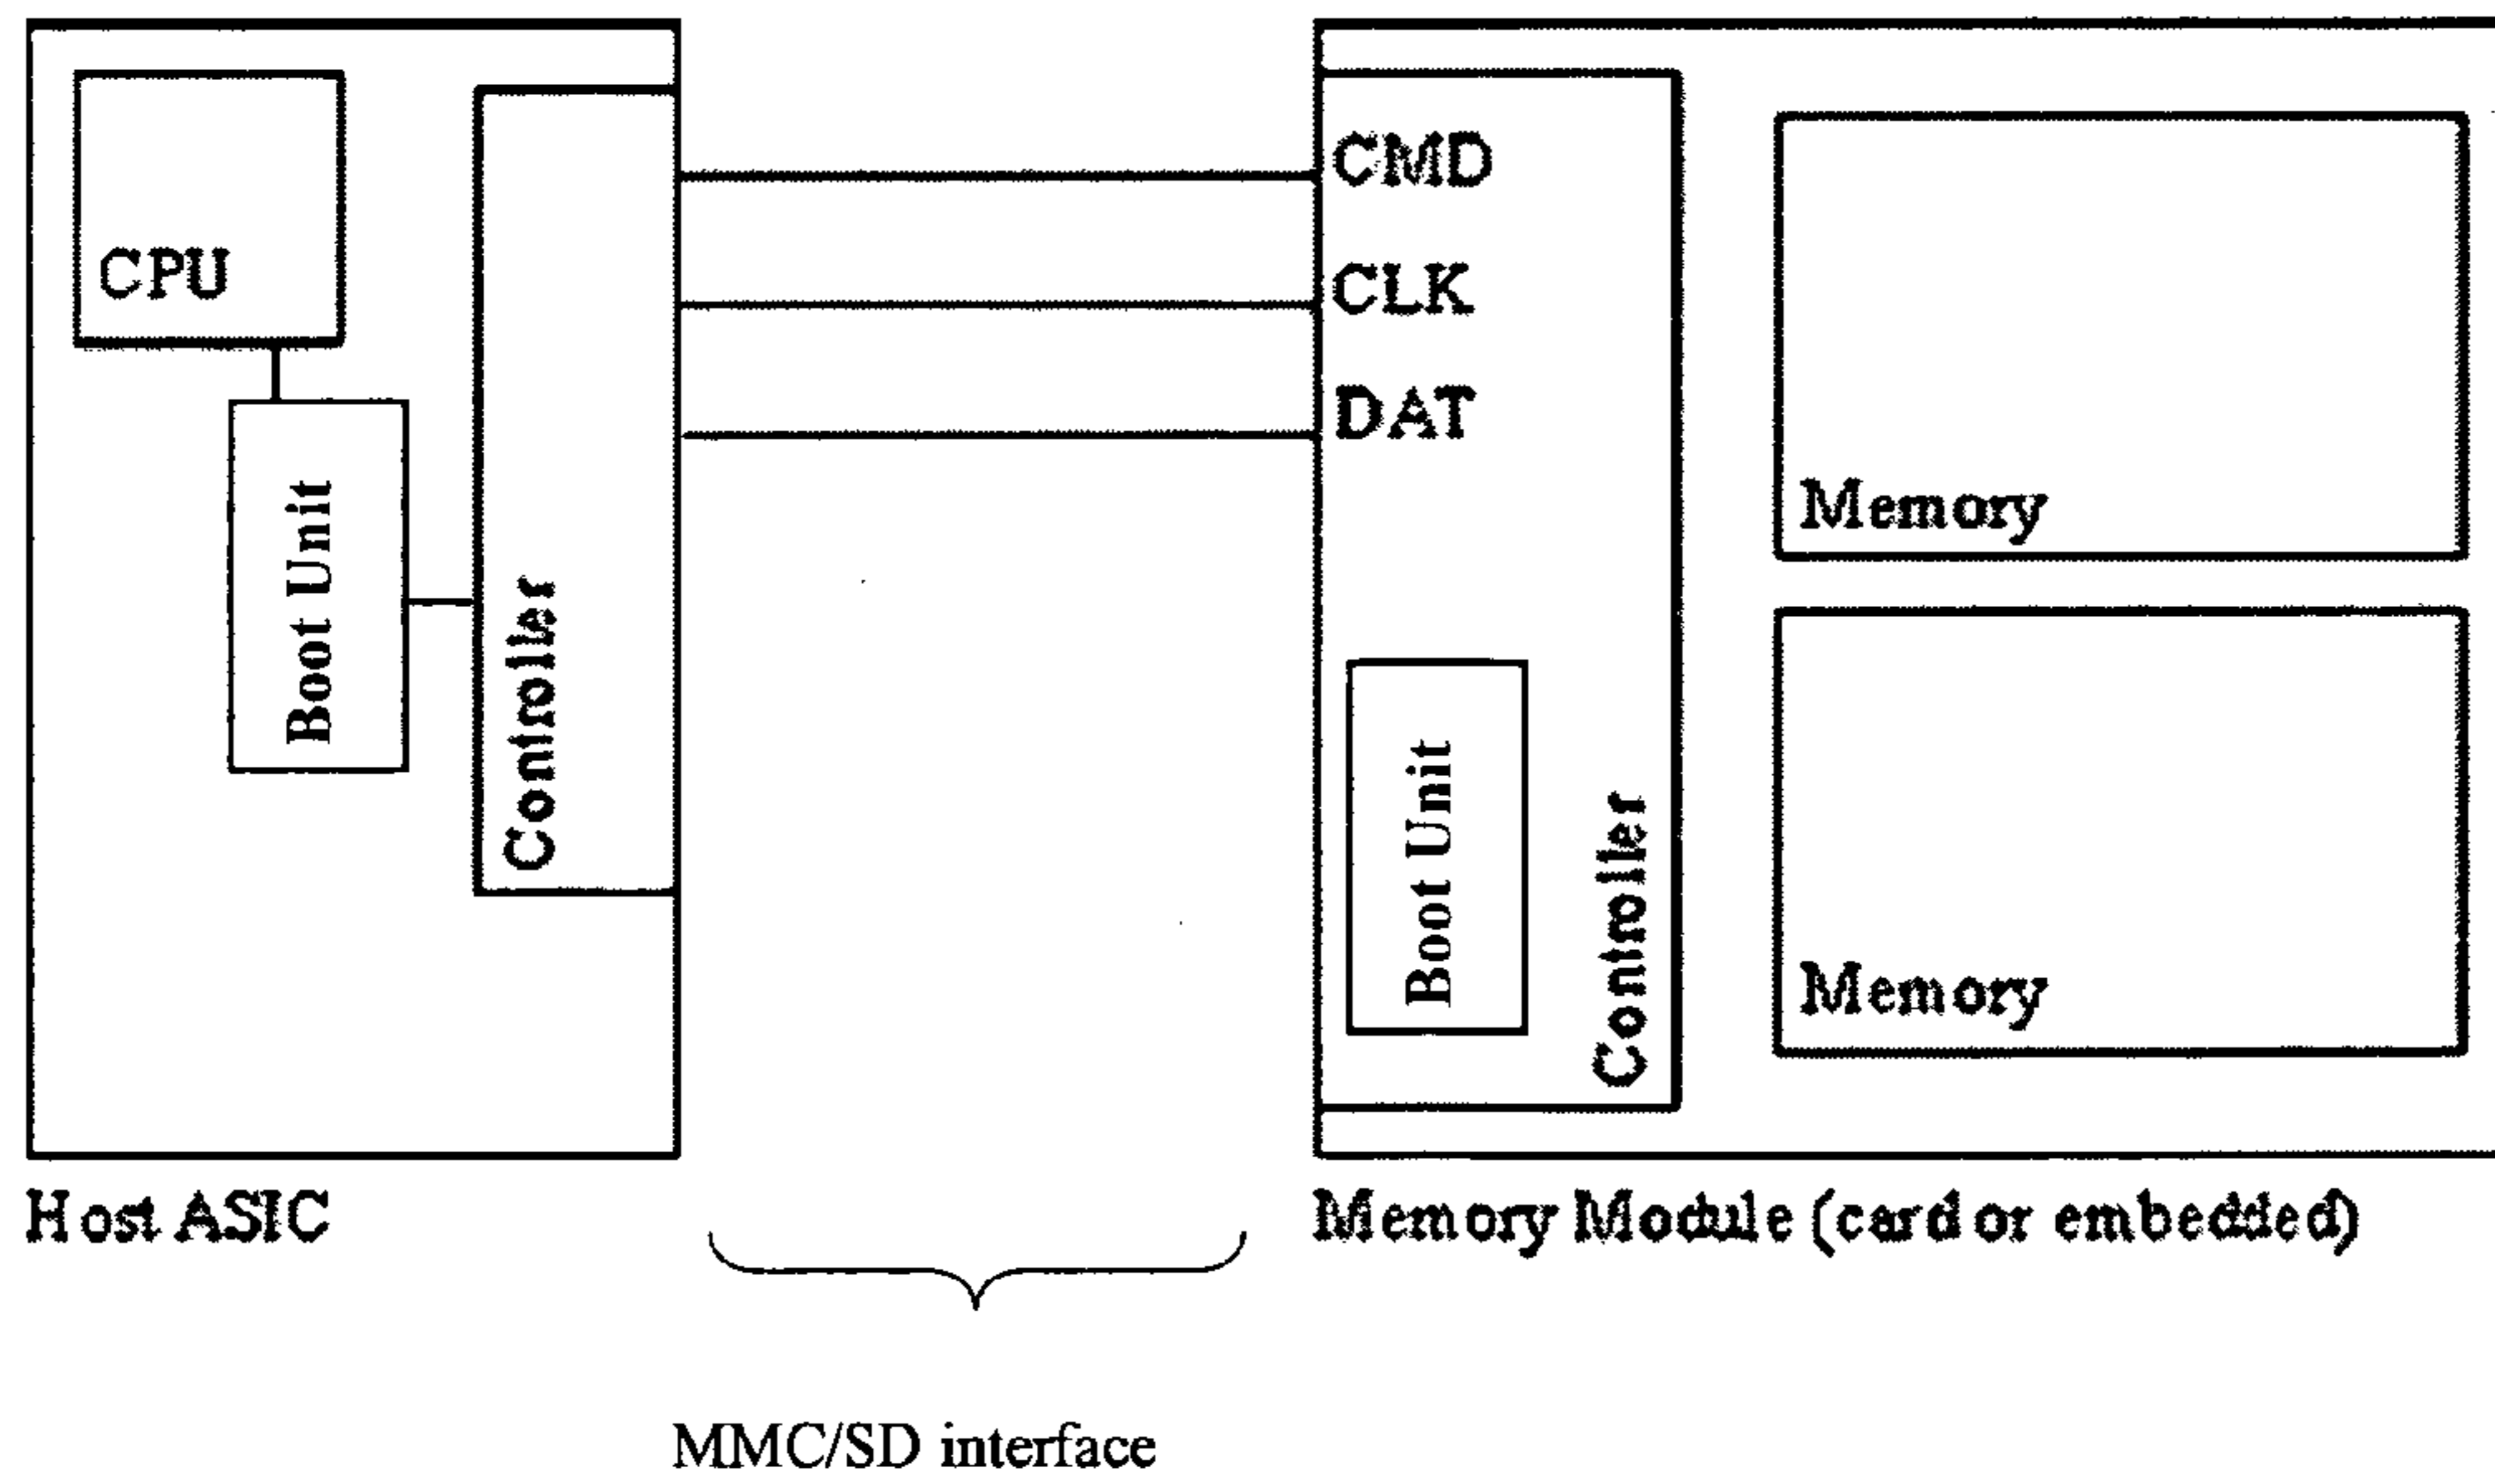 CPU
Boot Unit
Controller
CMD
CLK
DAT
Boot Unit
Controller
Memory
Memory
Host ASIC
Memory Module (card or embedded)
MMC/SD interface